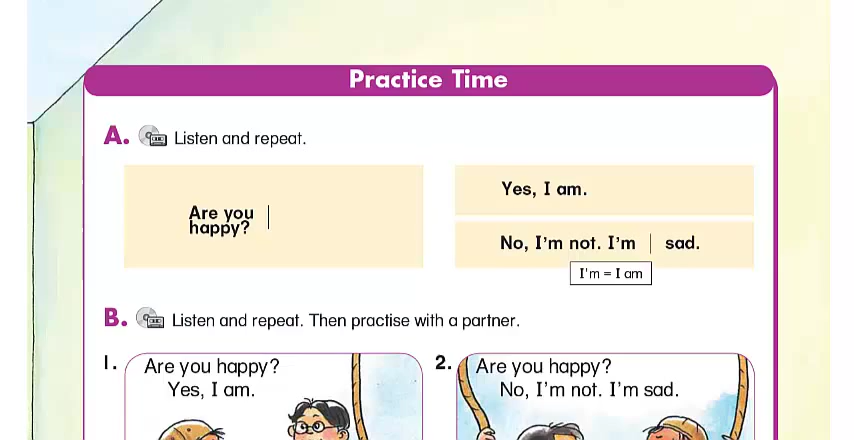 Practice Time
A. Listen and repeat.
Are you
happy?
Yes, I am.
No, I'm not. I'm sad.
I'm = I am
B. Listen and repeat. Then practise with a partner.
1. Are you happy?
Yes, I am.
2. Are you happy?
No, I'm not. I'm sad.